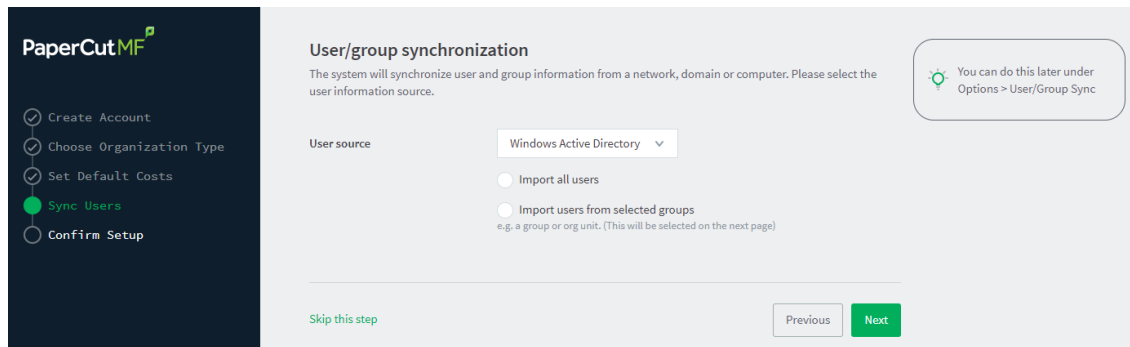 PaperCutMF
Create Account
Choose Organization Type
Set Default Costs
Sync Users
Confirm Setup
User/group synchronization
The system will synchronize user and group information from a network, domain or computer. Please select the
user information source.
User source
Windows Active Directory
Import all users
Import users from selected groups
e.g. a group or org unit. (This will be selected on the next page)
Skip this step
Previous
Next
You can do this later under
Options > User/Group Sync